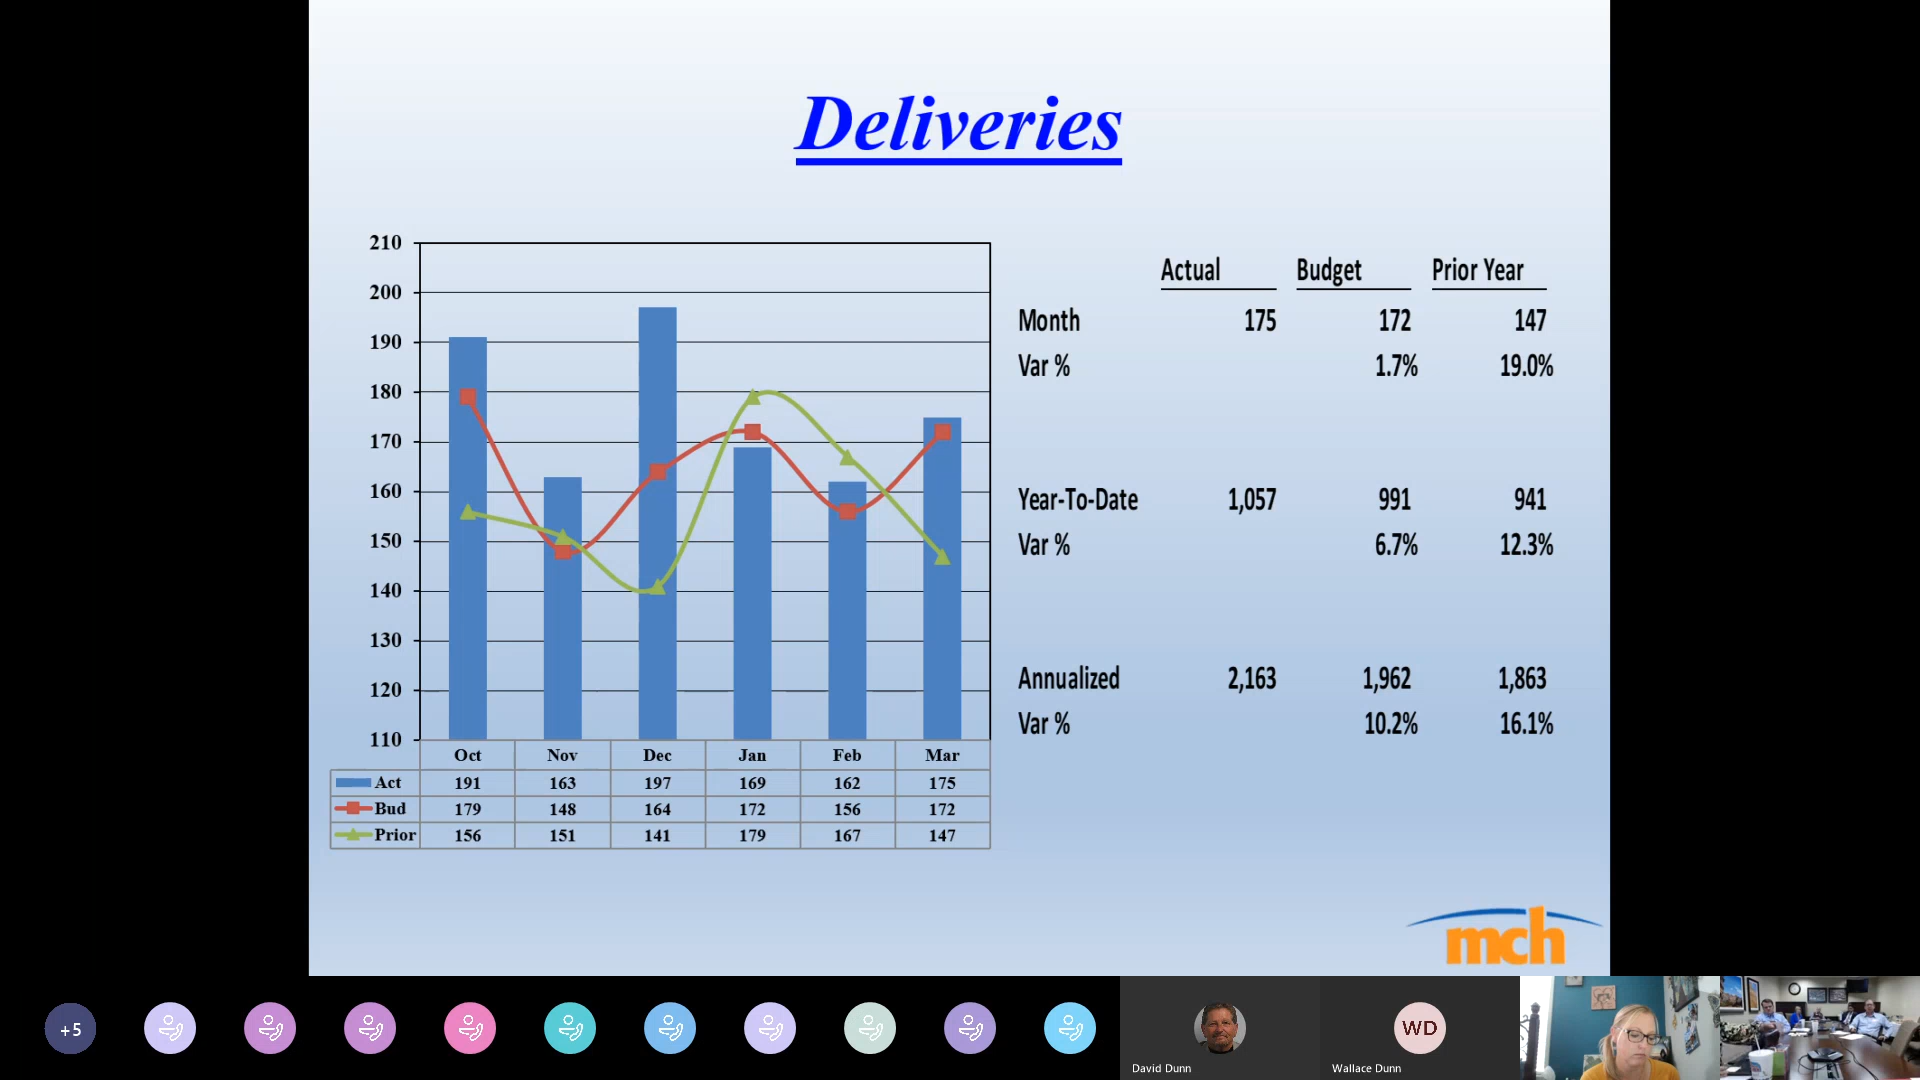 Deliveries
210
200
190
180
170
160
150
140
130
120
110
Oct Nov Dec Jan Feb Mar
Act 191 163 197 169 162 175
Bud 179 148 164 172 156 172
Prior 156 151 141 179 167 147
Actual Budget Prior Year
Month 175 172 147
Var % 1.7% 19.0%
Year-To-Date 1,057 991 941
Var % 6.7% 12.3%
Annualized 2,163 1,962 1,863
Var % 10.2% 16.1%
mch
+5
WD
David Dunn
Wallace Dunn